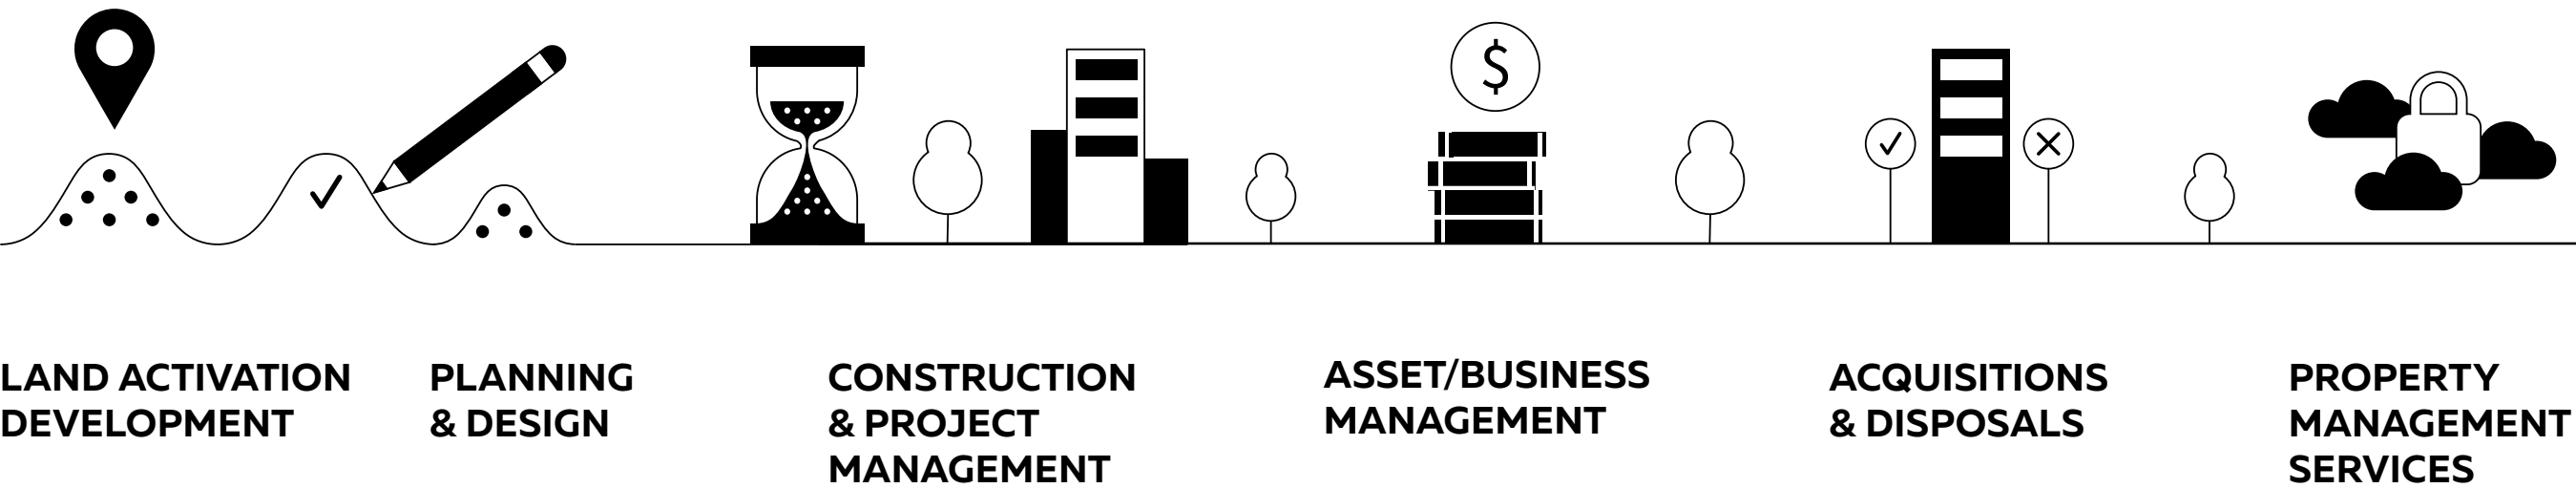 $
LAND ACTIVATION
DEVELOPMENT
PLANNING
& DESIGN
CONSTRUCTION
& PROJECT
MANAGEMENT
ASSET/BUSINESS
MANAGEMENT
ACQUISITIONS
& DISPOSALS
PROPERTY
MANAGEMENT
SERVICES